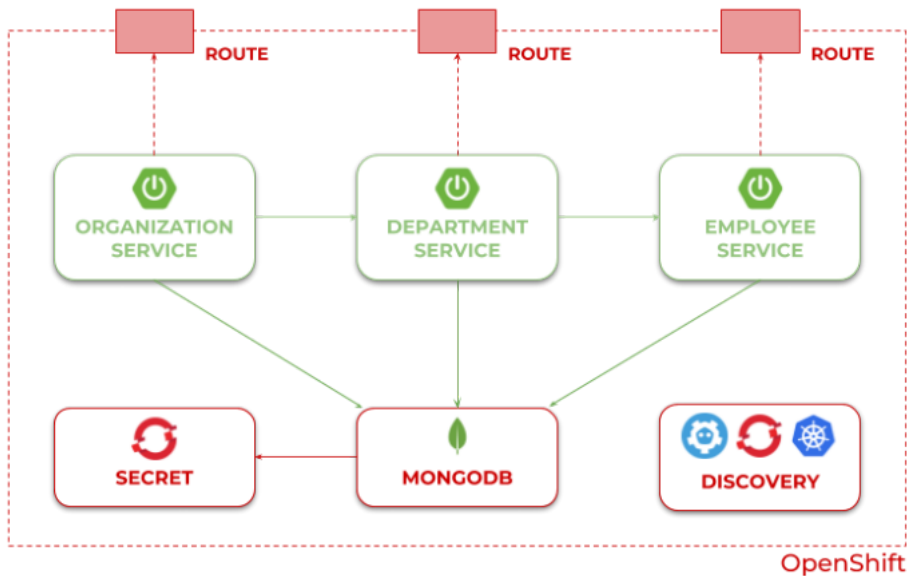 ROUTE
ROUTE
ROUTE
ORGANIZATION
SERVICE
DEPARTMENT
SERVICE
EMPLOYEE
SERVICE
SECRET
MONGODB
DISCOVERY
OpenShift